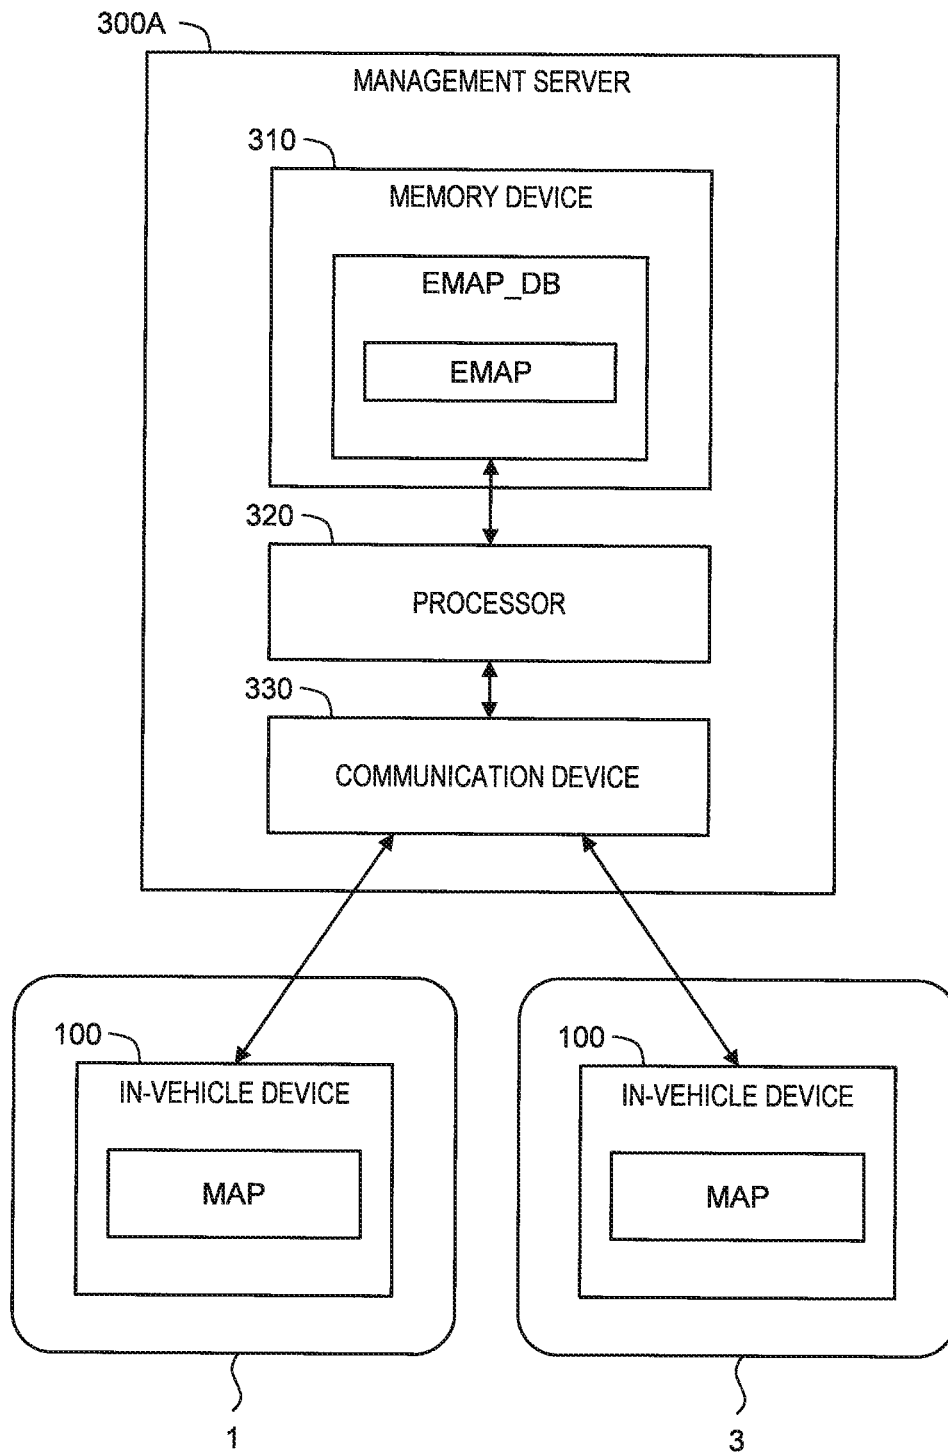 300A
MANAGEMENT SERVER
310
MEMORY DEVICE
EMAP_DB
EMAP
320
PROCESSOR
330
COMMUNICATION DEVICE
100
IN-VEHICLE DEVICE
MAP
1
100
IN-VEHICLE DEVICE
MAP
3